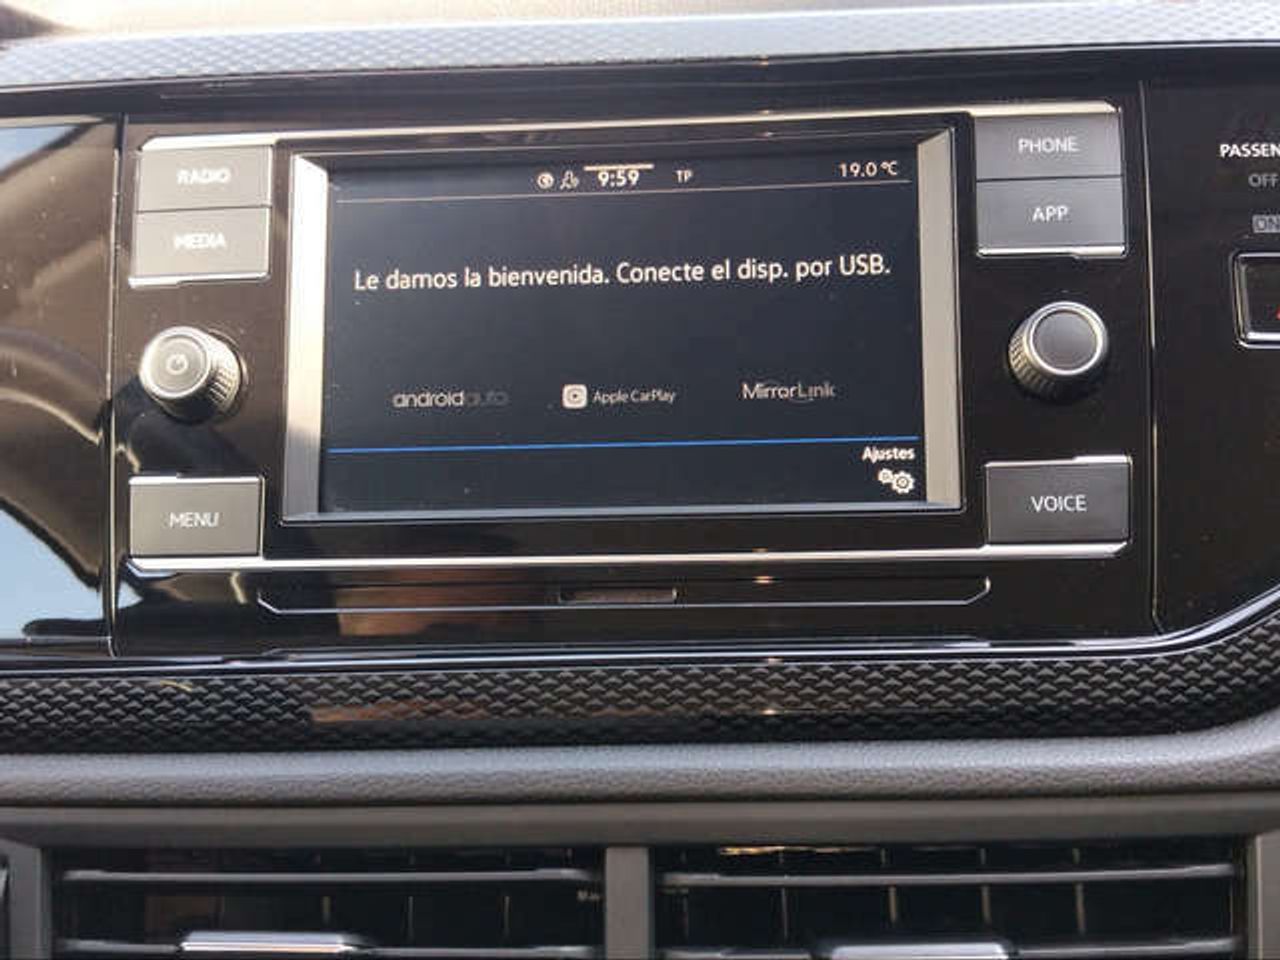 RADIO
MEDIA
MENU
9:59 TP 19.0 °C
Le damos la bienvenida. Conecte el disp. por USB.
androidauto Apple CarPlay MirrorLink
Ajustes
PHONE
APP
VOICE
PASSEN
OFF
ON